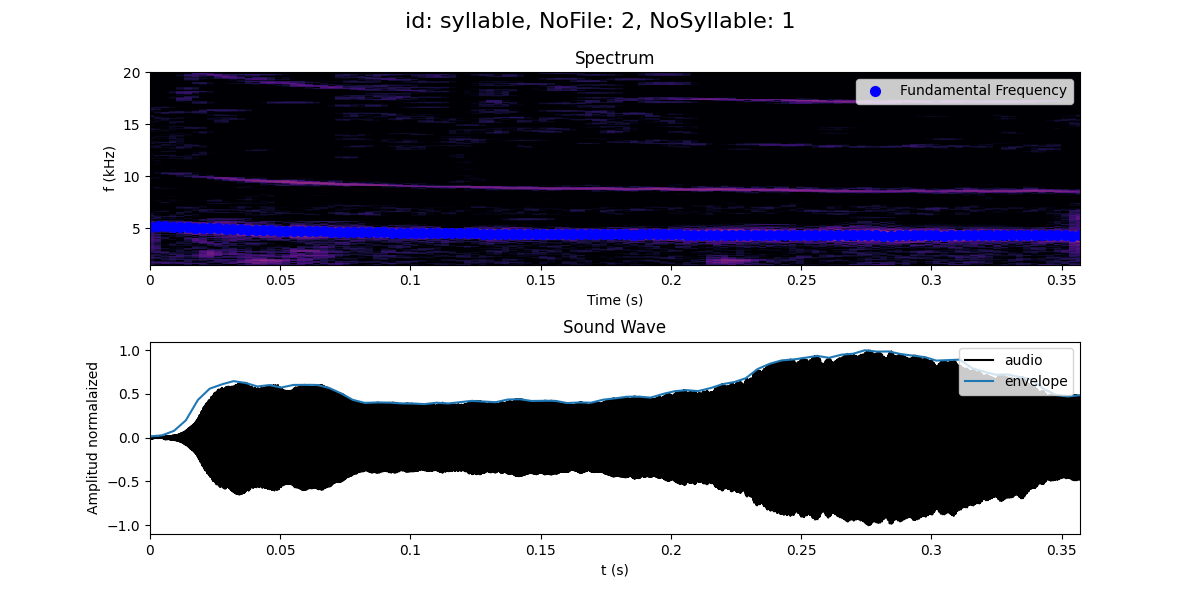 id: syllable, NoFile: 2, NoSyllable: 1
Spectrum
20
15
10
5
f (kHz)
Fundamental Frequency
0 0.05 0.1 0.15 0.2 0.25 0.3 0.35
Time (s)
Sound Wave
1.0
0.5
0.0
−0.5
−1.0
Amplitud normalaized
audio
envelope
0 0.05 0.1 0.15 0.2 0.25 0.3 0.35
t (s)